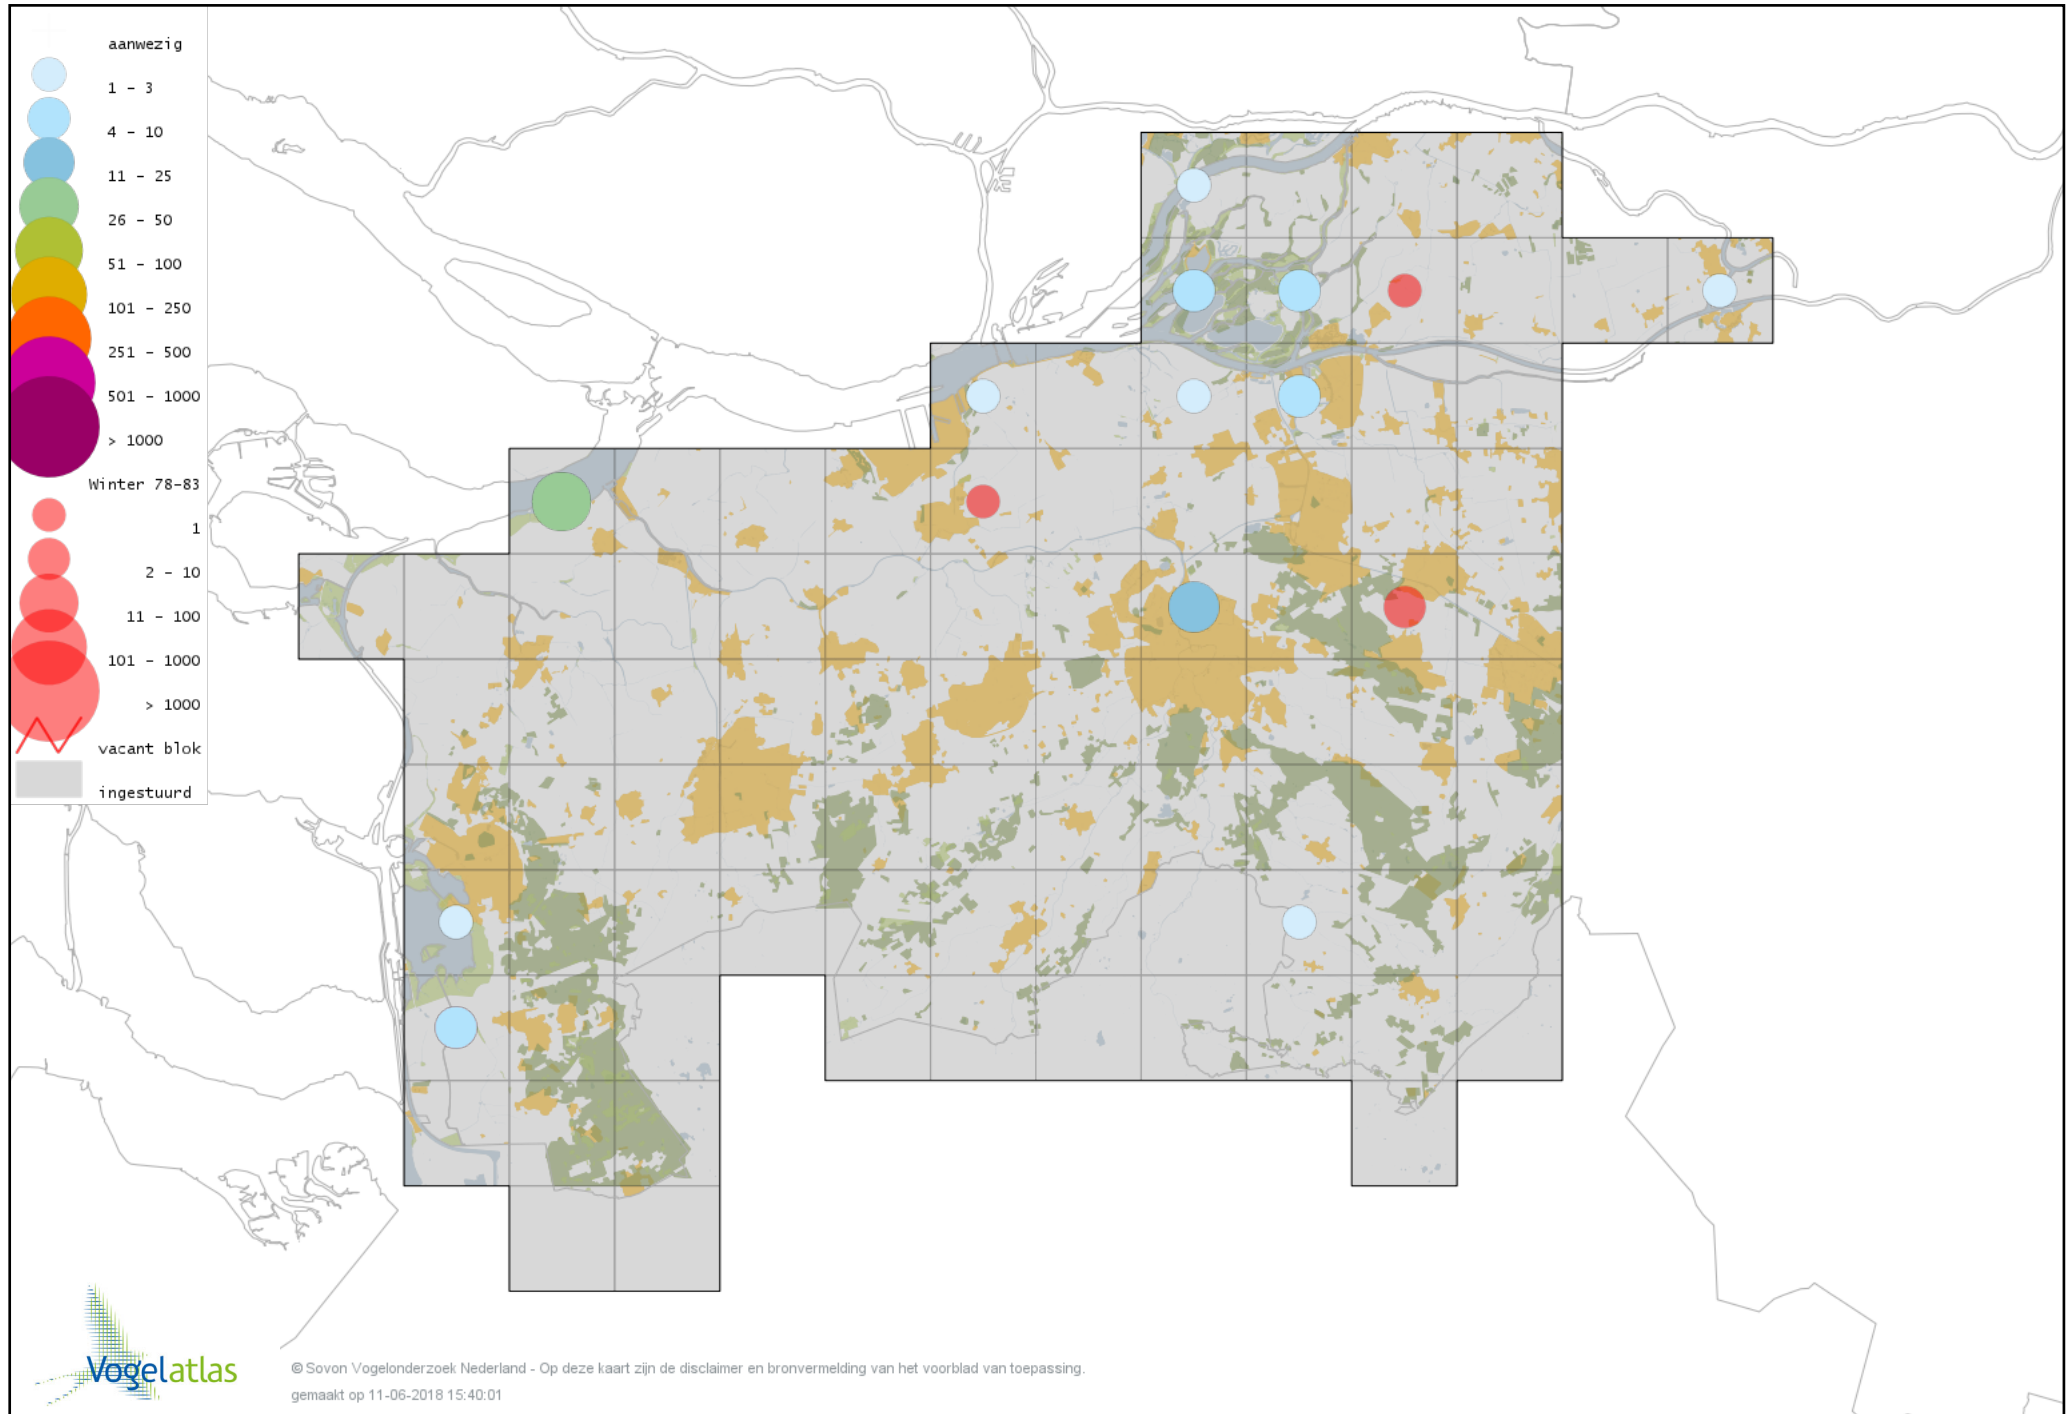 aanwezig
1 - 3
4 - 10
11 - 25
26 - 50
51 - 100
101 - 250
251 - 500
501 - 1000
> 1000
Winter 78-83
1
2 - 10
11 - 100
101 - 1000
> 1000
vacant blok
ingestuurd
Vogelatlas
© Sovon Vogelonderzoek Nederland - Op deze kaart zijn de disclaimer en bronvermelding van het voorblad van toepassing.
gemaakt op 11-06-2018 15:40:01